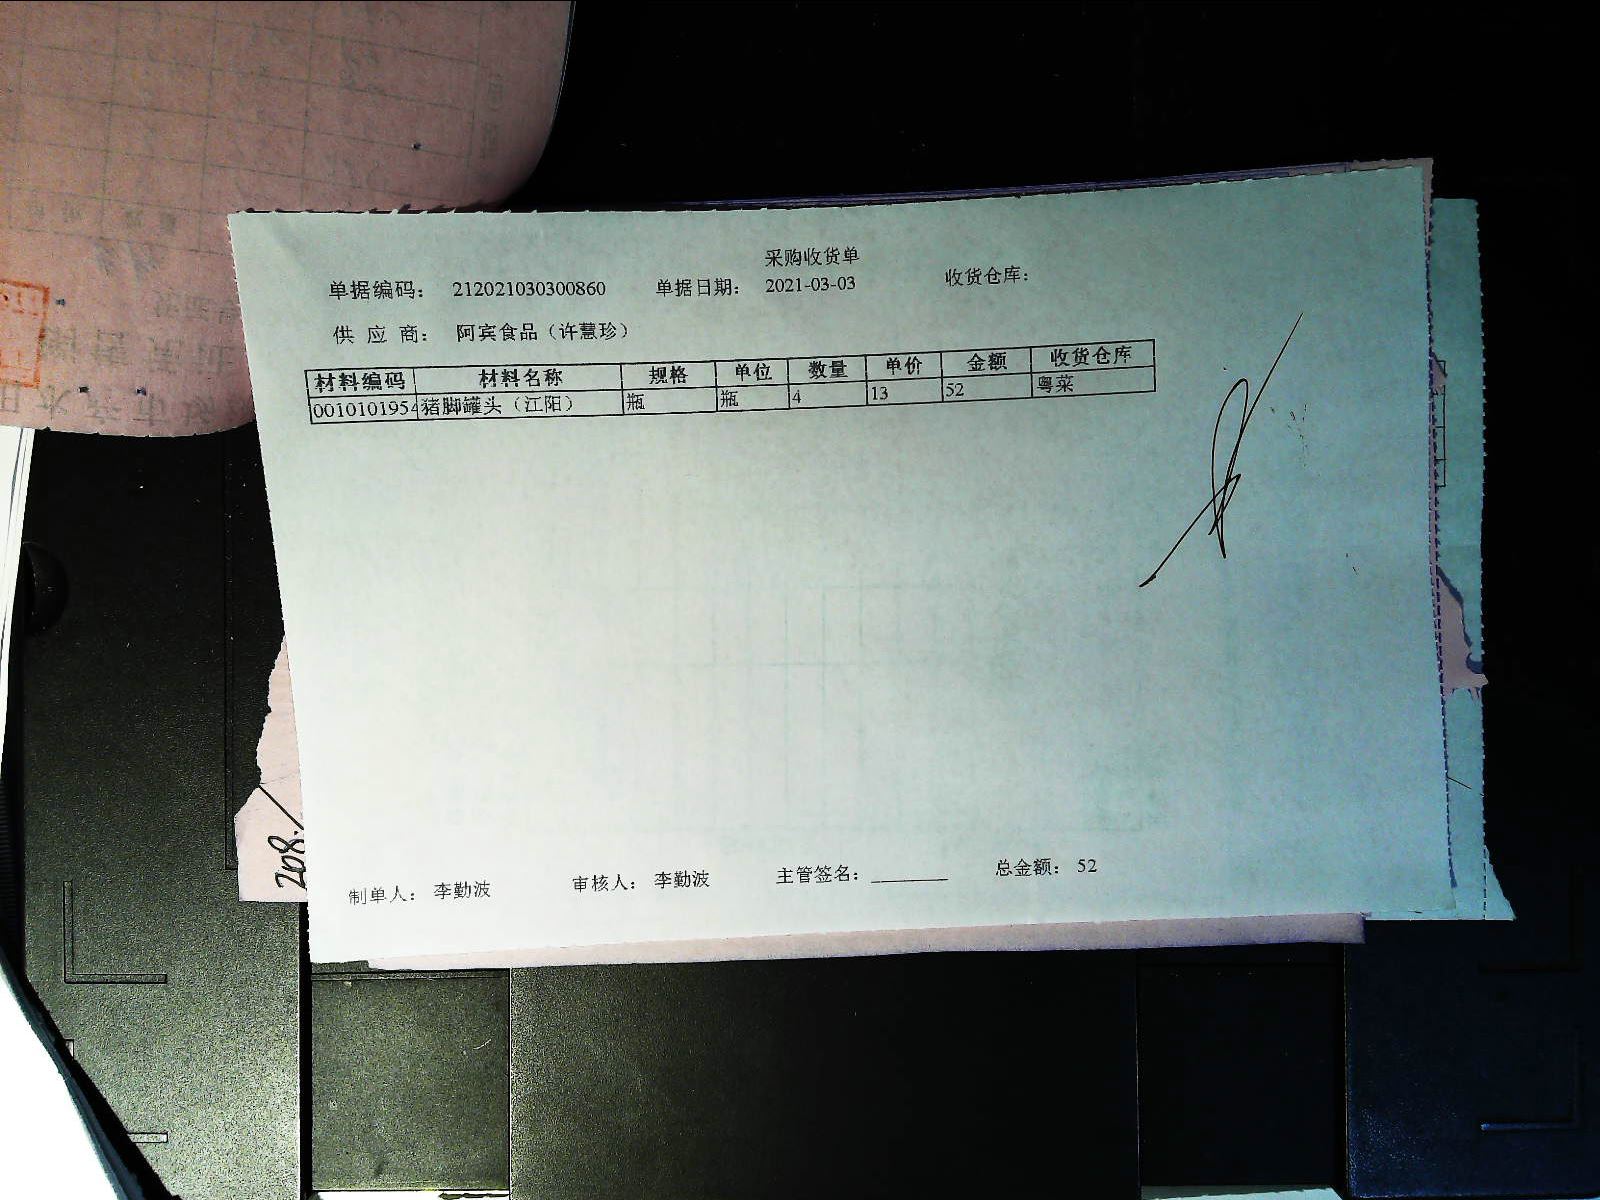 采购收货单
单据编码： 212021030300860 单据日期： 2021-03-03 收货仓库：
供 应 商： 阿宾食品（许慧珍）
材料编码 材料名称 规格 单位 数量 单价 金额 收货仓库
0010101954 猪脚罐头（江阳） 瓶 瓶 4 13 52 粤菜
208./
制单人： 李勤波 审核人： 李勤波 主管签名：________ 总金额： 52